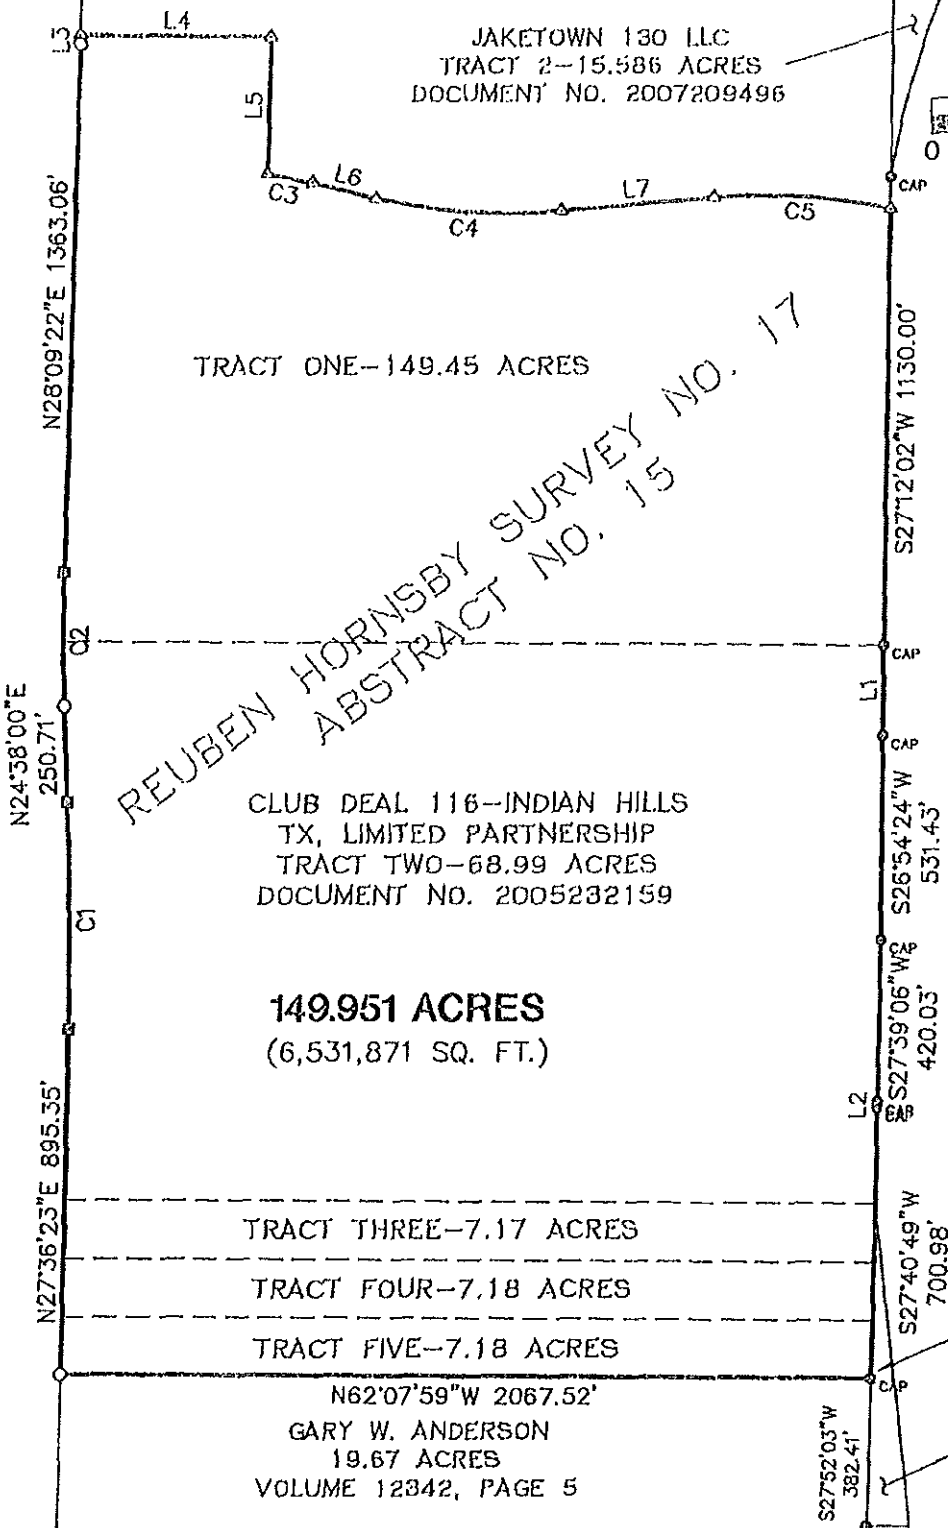 L3
L4
JAKETOWN 130 LLC
TRACT 2-15.586 ACRES
DOCUMENT NO. 2007209496
L5
O
C3
L6
C4
L7
C5
CAP
N28°09'22"E 1363.06'
TRACT ONE-149.45 ACRES
S27°12'02"W 1130.00'
REUBEN HORNSBY SURVEY NO. 17
ABSTRACT NO. 15
C2
CAP
L1
CAP
N24°38'00"E
250.71'
CLUB DEAL 116-INDIAN HILLS
TX, LIMITED PARTNERSHIP
TRACT TWO-68.99 ACRES
DOCUMENT NO. 2005232159
S26°54'24"W
531.43'
C1
CAP
149.951 ACRES
(6,531,871 SQ. FT.)
S27°39'06"W
420.03'
L2
N27°36'23"E 895.35'
TRACT THREE-7.17 ACRES
TRACT FOUR-7.18 ACRES
TRACT FIVE-7.18 ACRES
S27°40'49"W
700.98'
CAP
N62°07'59"W 2067.52'
GARY W. ANDERSON
19.67 ACRES
VOLUME 12342, PAGE 5
S27°52'03"W
382.41'